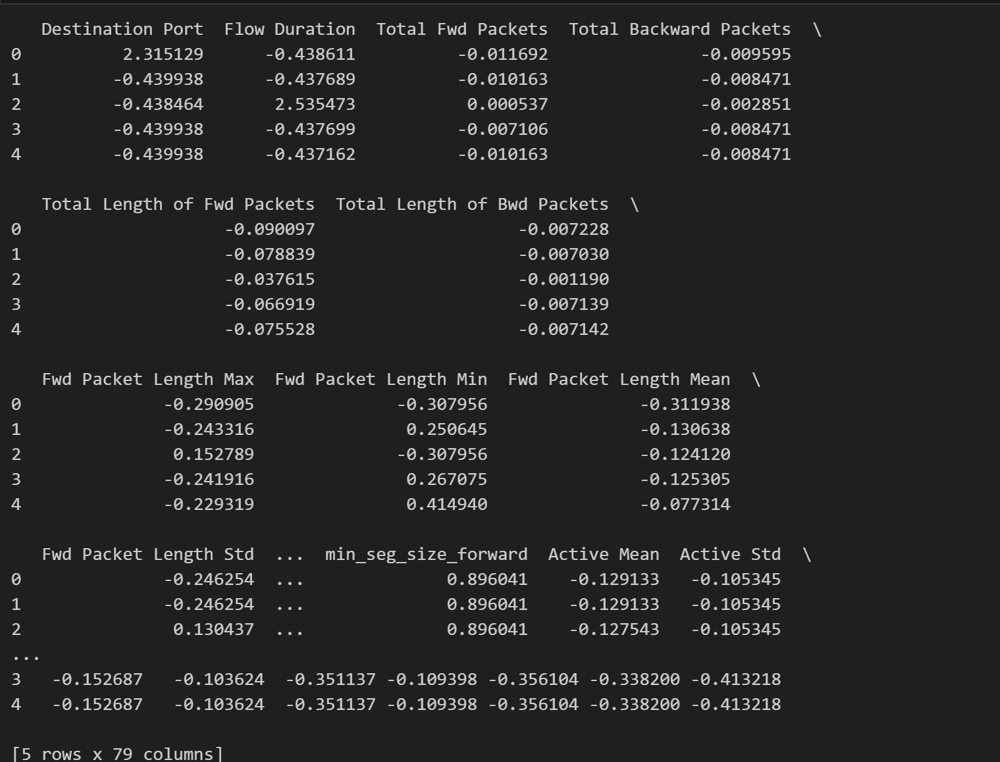 Destination Port  Flow Duration  Total Fwd Packets  Total Backward Packets  \
0          2.315129      -0.438611          -0.011692               -0.009595
1         -0.439938      -0.437689          -0.010163               -0.008471
2         -0.438464       2.535473           0.000537               -0.002851
3         -0.439938      -0.437699          -0.007106               -0.008471
4         -0.439938      -0.437162          -0.010163               -0.008471
Total Length of Fwd Packets  Total Length of Bwd Packets  \
0                    -0.090097                    -0.007228
1                    -0.078839                    -0.007030
2                    -0.037615                    -0.001190
3                    -0.066919                    -0.007139
4                    -0.075528                    -0.007142
Fwd Packet Length Max  Fwd Packet Length Min  Fwd Packet Length Mean  \
0              -0.290905              -0.307956               -0.311938
1              -0.243316               0.250645               -0.130638
2               0.152789              -0.307956               -0.124120
3              -0.241916               0.267075               -0.125305
4              -0.229319               0.414940               -0.077314
Fwd Packet Length Std  ...  min_seg_size_forward  Active Mean  Active Std  \
0              -0.246254  ...              0.896041    -0.129133   -0.105345
1              -0.246254  ...              0.896041    -0.129133   -0.105345
2               0.130437  ...              0.896041    -0.127543   -0.105345
...
3   -0.152687   -0.103624  -0.351137 -0.109398 -0.356104 -0.338200 -0.413218
4   -0.152687   -0.103624  -0.351137 -0.109398 -0.356104 -0.338200 -0.413218
[5 rows x 79 columns]